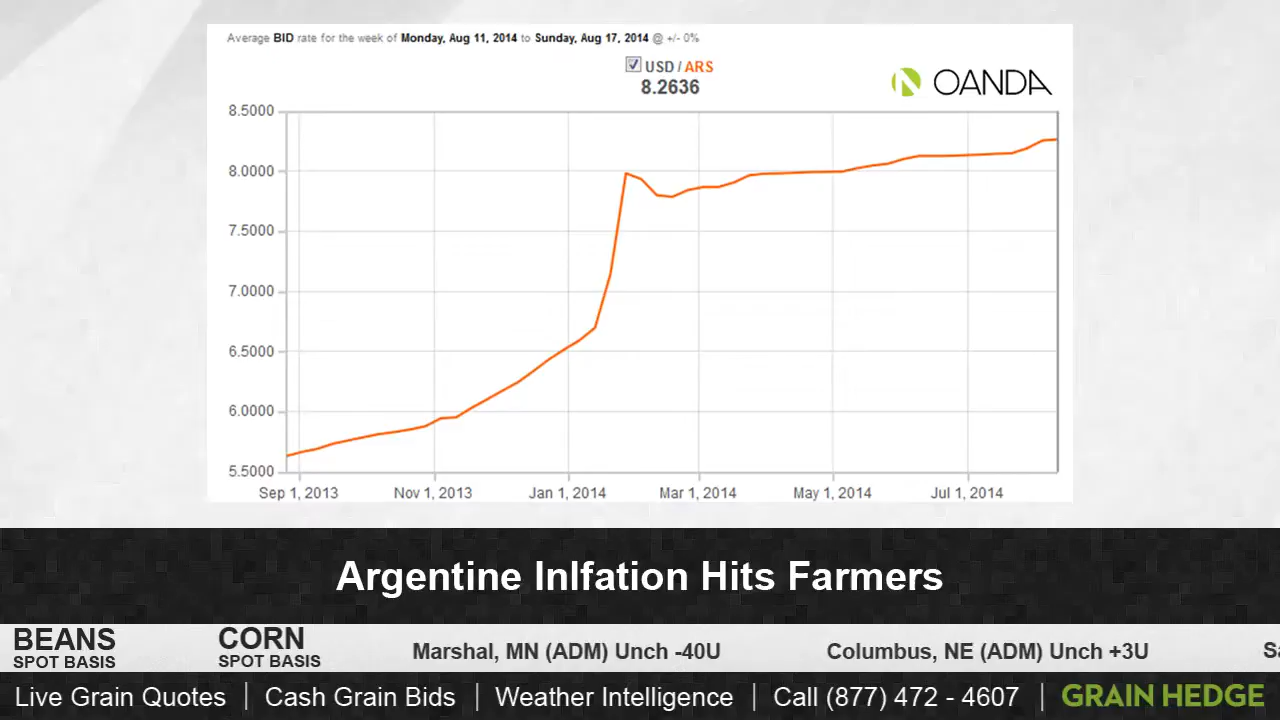 Average BID rate for the week of Monday, Aug 11, 2014 to Sunday, Aug 17, 2014 @ +/- 0%
USD / ARS
8.2636
OANDA
8.5000
8.0000
7.5000
7.0000
6.5000
6.0000
5.5000
Sep 1, 2013 Nov 1, 2013 Jan 1, 2014 Mar 1, 2014 May 1, 2014 Jul 1, 2014
Argentine Inlfation Hits Farmers
BEANS
SPOT BASIS
CORN
SPOT BASIS
Marshal, MN (ADM) Unch -40U
Columbus, NE (ADM) Unch +3U
Sa
Live Grain Quotes | Cash Grain Bids | Weather Intelligence | Call (877) 472 - 4607 | GRAIN HEDGE